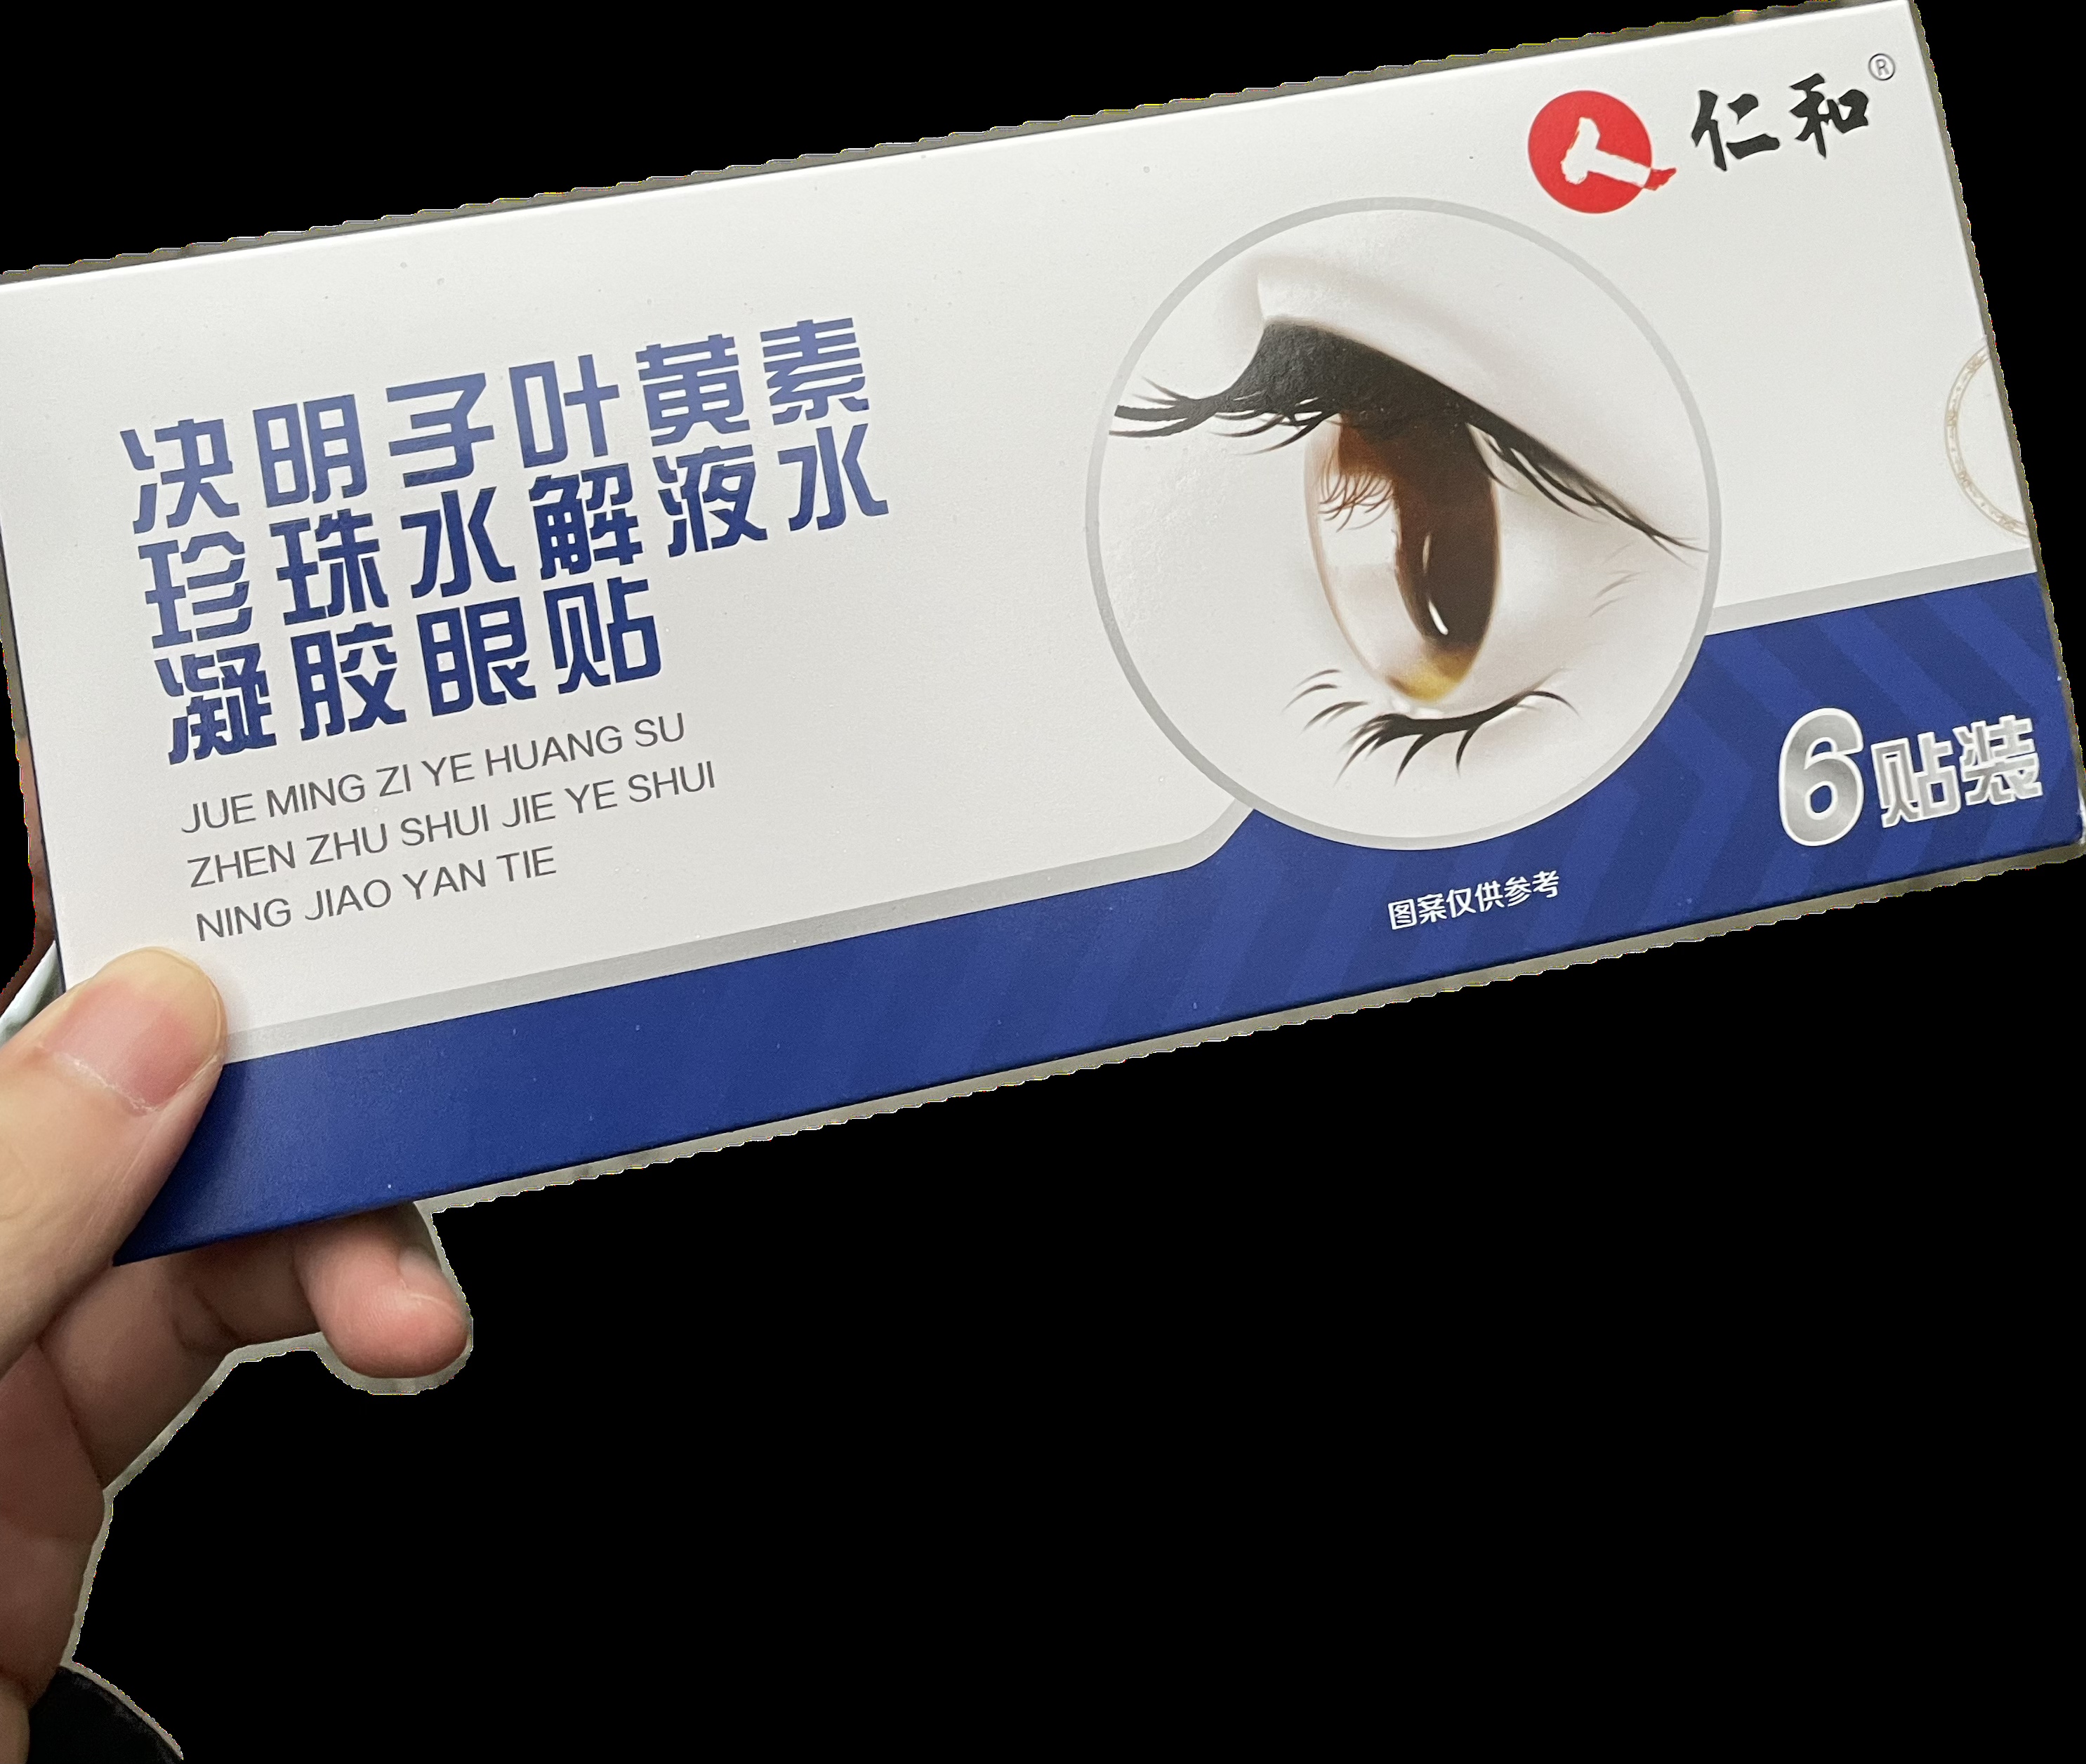 仁和®
决明子叶黄素
珍珠水解液水
凝胶眼贴
JUE MING ZI YE HUANG SU
ZHEN ZHU SHUI JIE YE SHUI
NING JIAO YAN TIE
6贴装
图案仅供参考